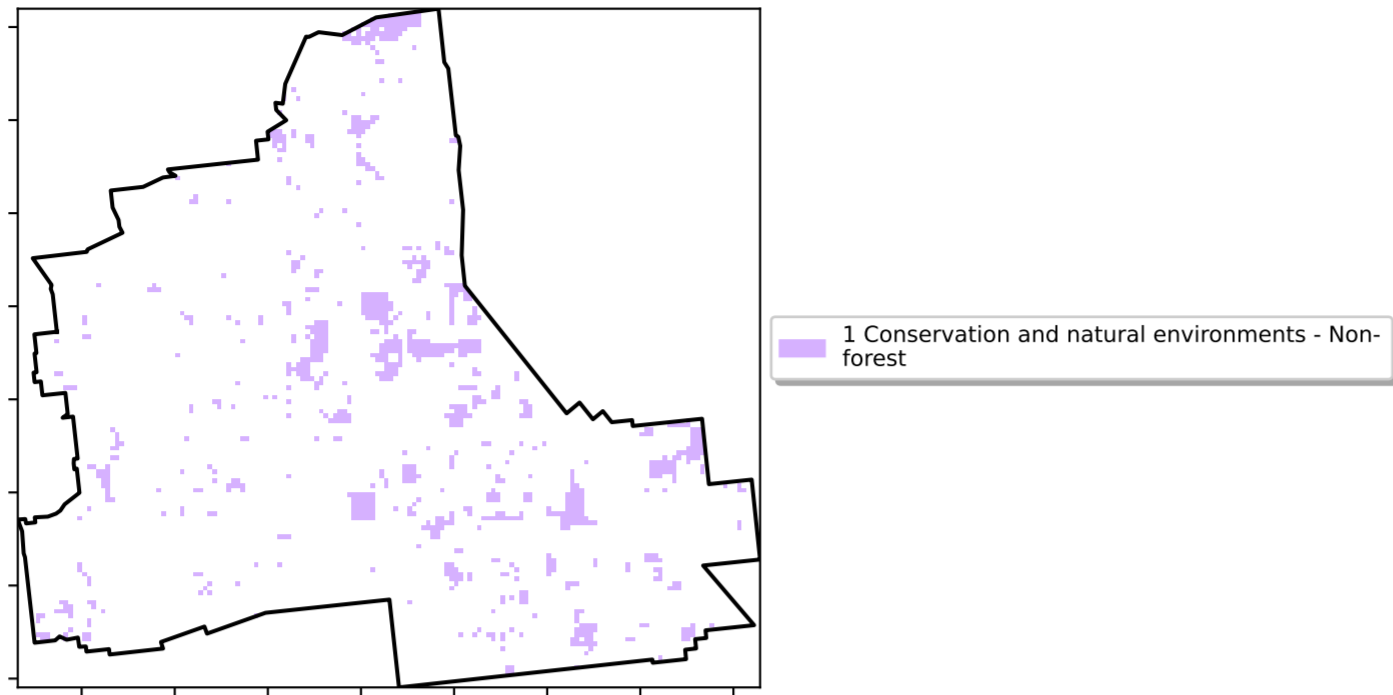 1 Conservation and natural environments - Non-
forest